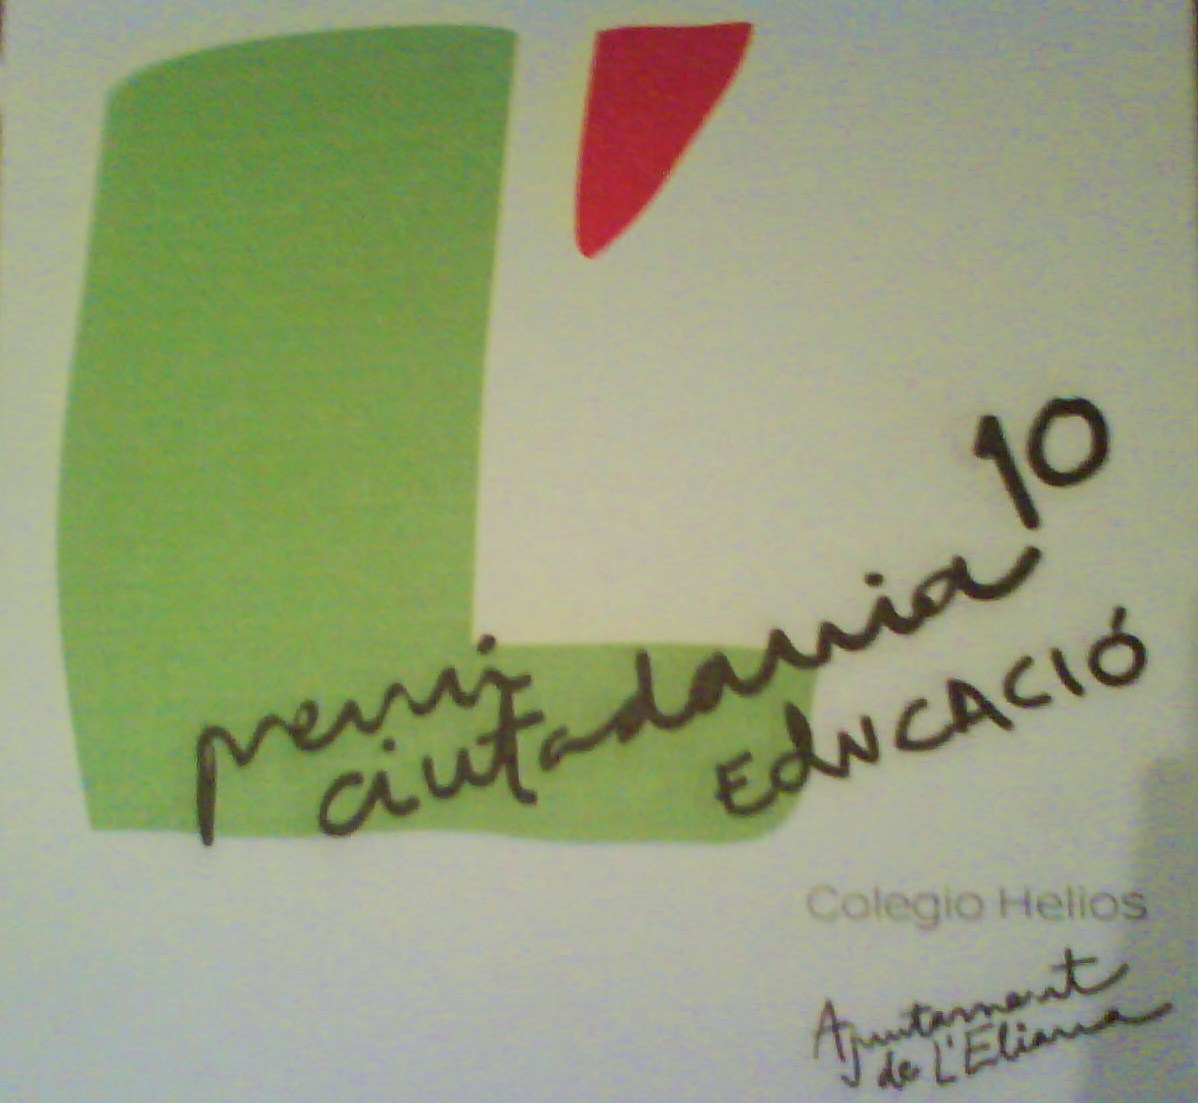 L'
10
premi
ciutadania
EdUCACIÓ
Colegio Helios
Ajuntament
de L'Eliana